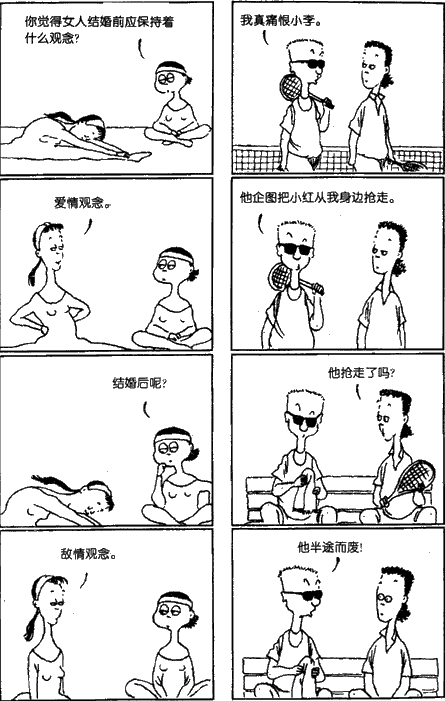 你觉得女人结婚前应保持着
什么观念?
爱情观念。
结婚后呢?
敌情观念。
我真痛恨小李。
他企图把小红从我身边抢走。
他抢走了吗?
他半途而废!